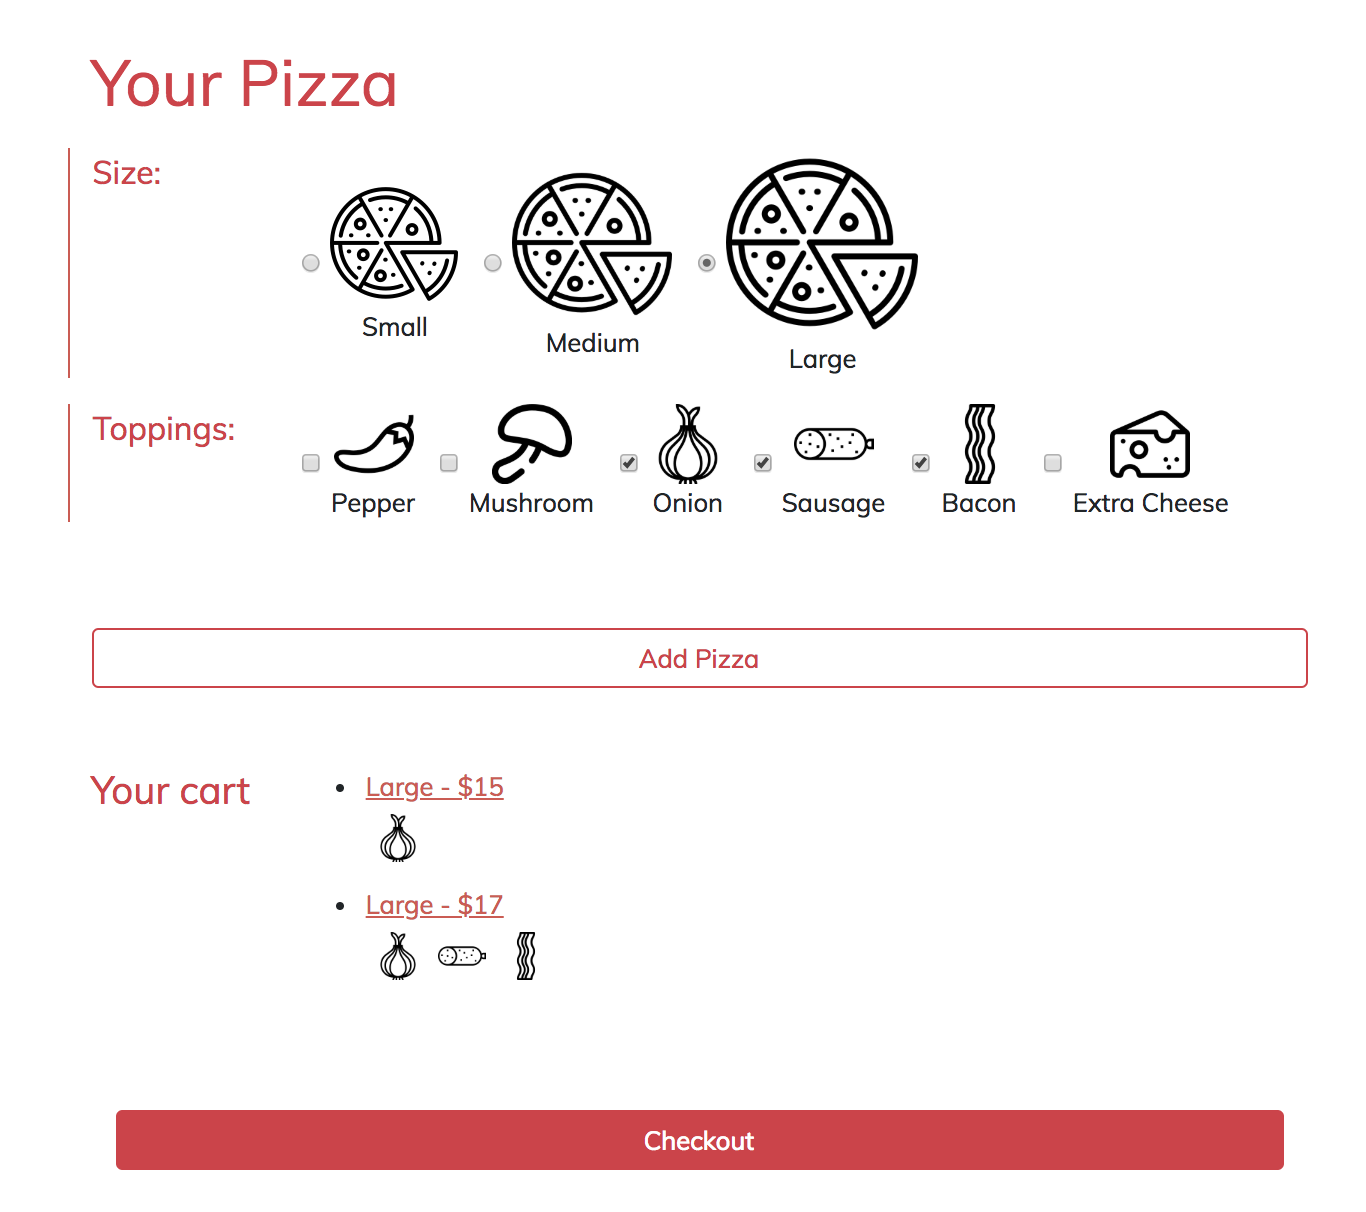 Your Pizza
Size:
Small
Medium
Large
Toppings:
Pepper
Mushroom
Onion
Sausage
Bacon
Extra Cheese
Add Pizza
Your cart
Large - $15
Large - $17
Checkout